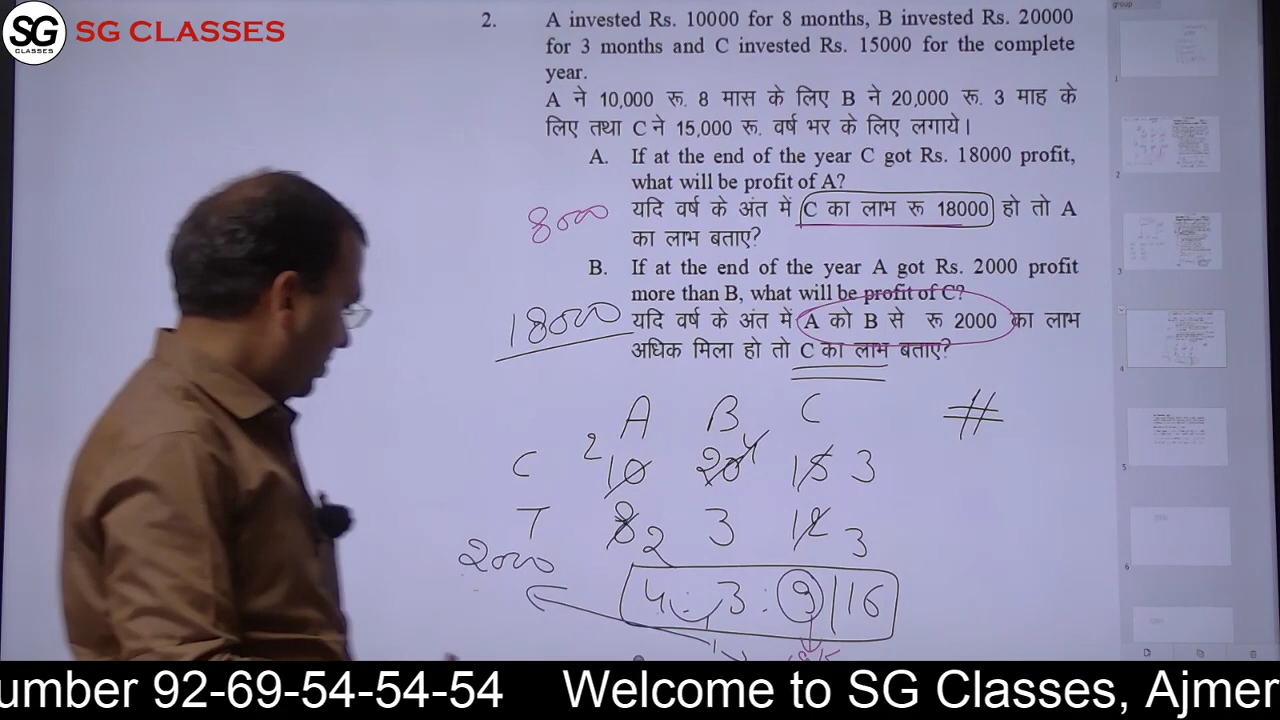 SG
CLASSES
SG CLASSES
group
2. A invested Rs. 10000 for 8 months, B invested Rs. 20000
for 3 months and C invested Rs. 15000 for the complete
year.
A ने 10,000 रू. 8 मास के लिए B ने 20,000 रू. 3 माह के
लिए तथा C ने 15,000 रू. वर्ष भर के लिए लगाये।
A. If at the end of the year C got Rs. 18000 profit,
what will be profit of A?
8000
यदि वर्ष के अंत में C का लाभ रू 18000 हो तो A
का लाभ बताए?
B. If at the end of the year A got Rs. 2000 profit
more than B, what will be profit of C?
18000
यदि वर्ष के अंत में A को B से रू 2000 का लाभ
अधिक मिला हो तो C का लाभ बताए?
A B C #
C 2 10 20 4 15 3
T 8 2 3 12 3
2000
4 : 3 : 9 | 16
umber 92-69-54-54-54 Welcome to SG Classes, Ajmer